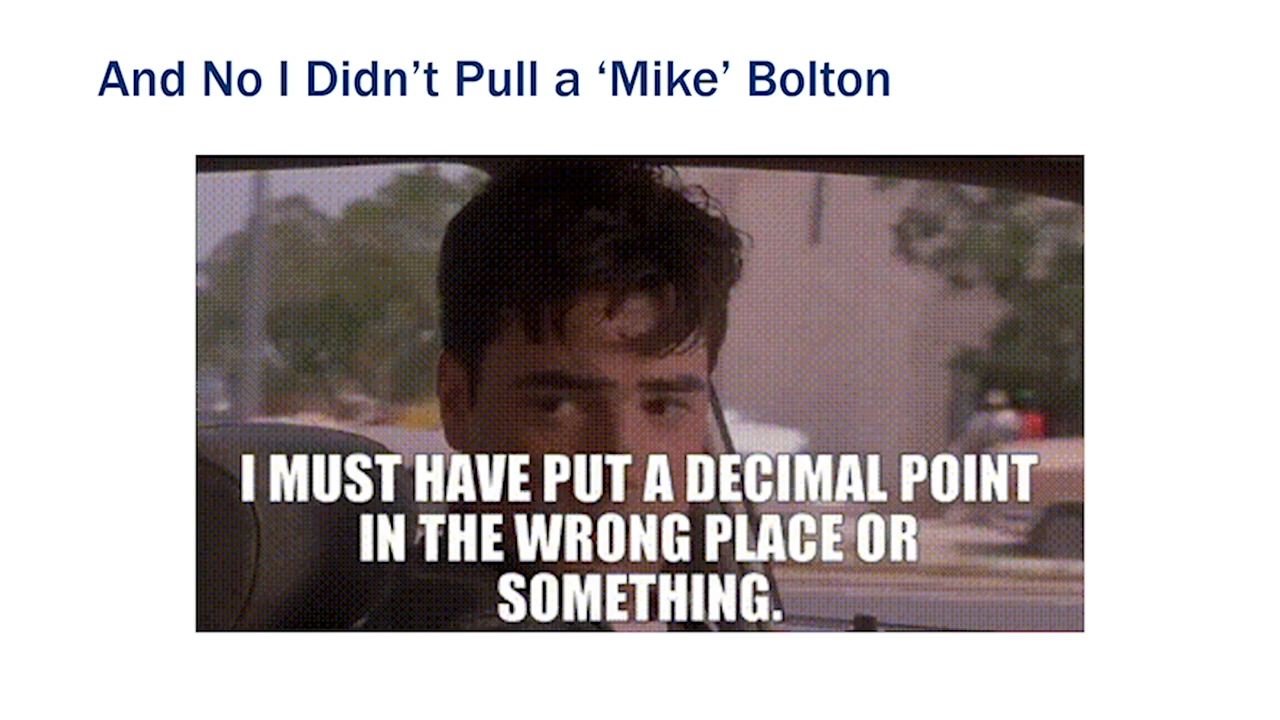 And No I Didn’t Pull a ‘Mike’ Bolton
I MUST HAVE PUT A DECIMAL POINT
IN THE WRONG PLACE OR
SOMETHING.